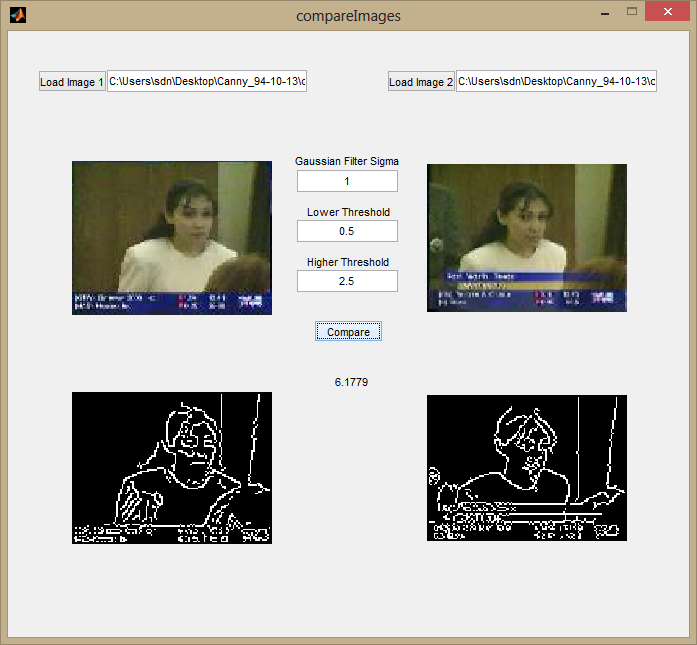 compareImages
Load Image 1 C:\Users\sdn\Desktop\Canny_94-10-13\c
Load Image 2 C:\Users\sdn\Desktop\Canny_94-10-13\c
Gaussian Filter Sigma
1
Lower Threshold
0.5
Higher Threshold
2.5
Compare
6.1779